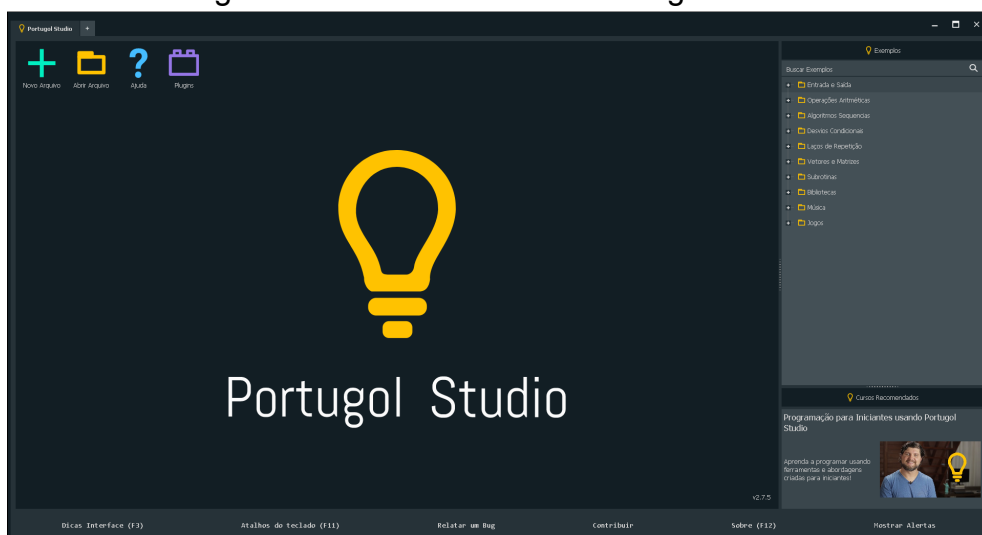 Portugol Studio
+
Novo Arquivo
Abrir Arquivo
Ajuda
Plugins
Portugol Studio
v2.7.5
Exemplos
Buscar Exemplos
Entrada e Saída
Operações Aritméticas
Algoritmos Sequencias
Desvios Condicionais
Laços de Repetição
Vetores e Matrizes
Subrotinas
Bibliotecas
Música
Jogos
Cursos Recomendados
Programação para Iniciantes usando Portugol
Studio
Aprenda a programar usando
ferramentas e abordagens
criadas para iniciantes!
Dicas Interface (F3)
Atalhos do teclado (F11)
Relatar um Bug
Contribuir
Sobre (F12)
Mostrar Alertas